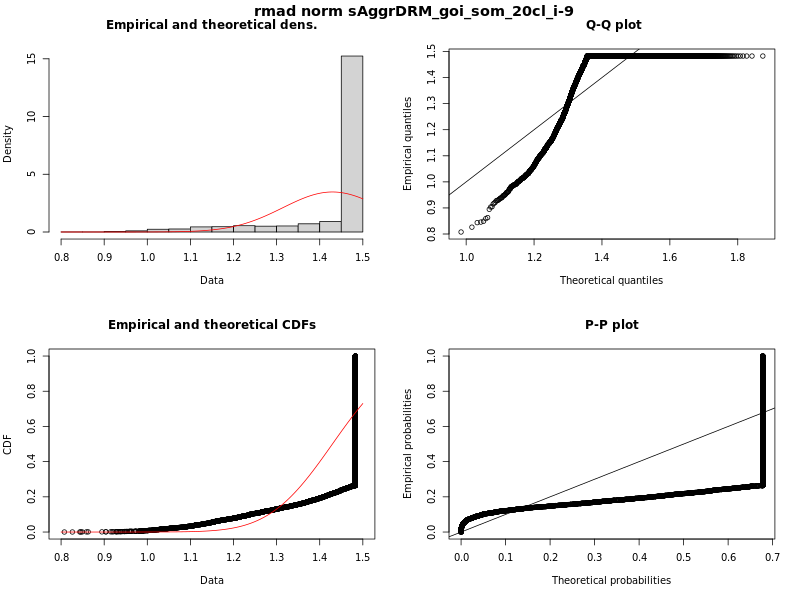 rmad norm sAggrDRM_goi_som_20cl_i-9
Empirical and theoretical dens.
Density
0 5 10 15
0.8 0.9 1.0 1.1 1.2 1.3 1.4 1.5
Data
Q-Q plot
Empirical quantiles
0.8 0.9 1.0 1.1 1.2 1.3 1.4 1.5
1.0 1.2 1.4 1.6 1.8
Theoretical quantiles
Empirical and theoretical CDFs
CDF
0.0 0.2 0.4 0.6 0.8 1.0
0.8 0.9 1.0 1.1 1.2 1.3 1.4 1.5
Data
P-P plot
Empirical probabilities
0.0 0.2 0.4 0.6 0.8 1.0
0.0 0.1 0.2 0.3 0.4 0.5 0.6 0.7
Theoretical probabilities